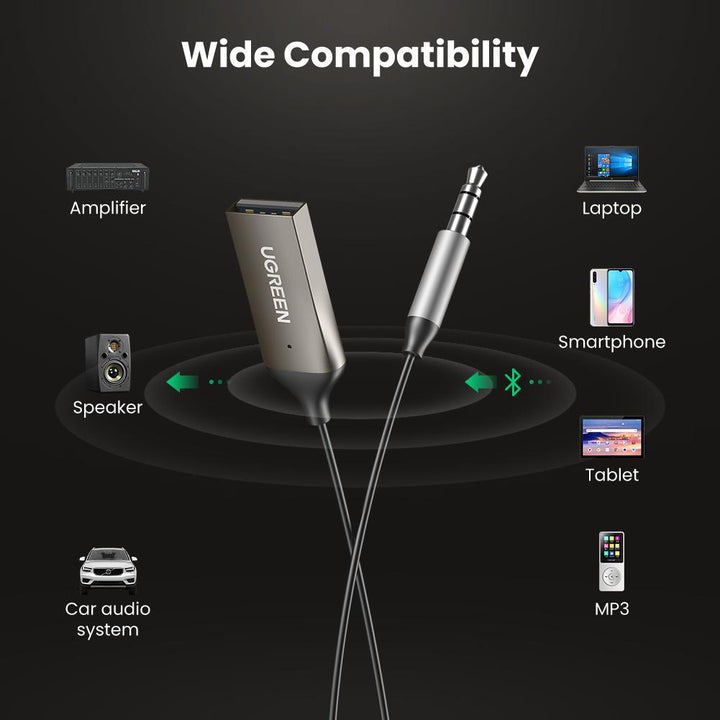 Wide Compatibility
Amplifier
Laptop
UGREEN
Smartphone
Speaker
Tablet
Car audio
system
MP3